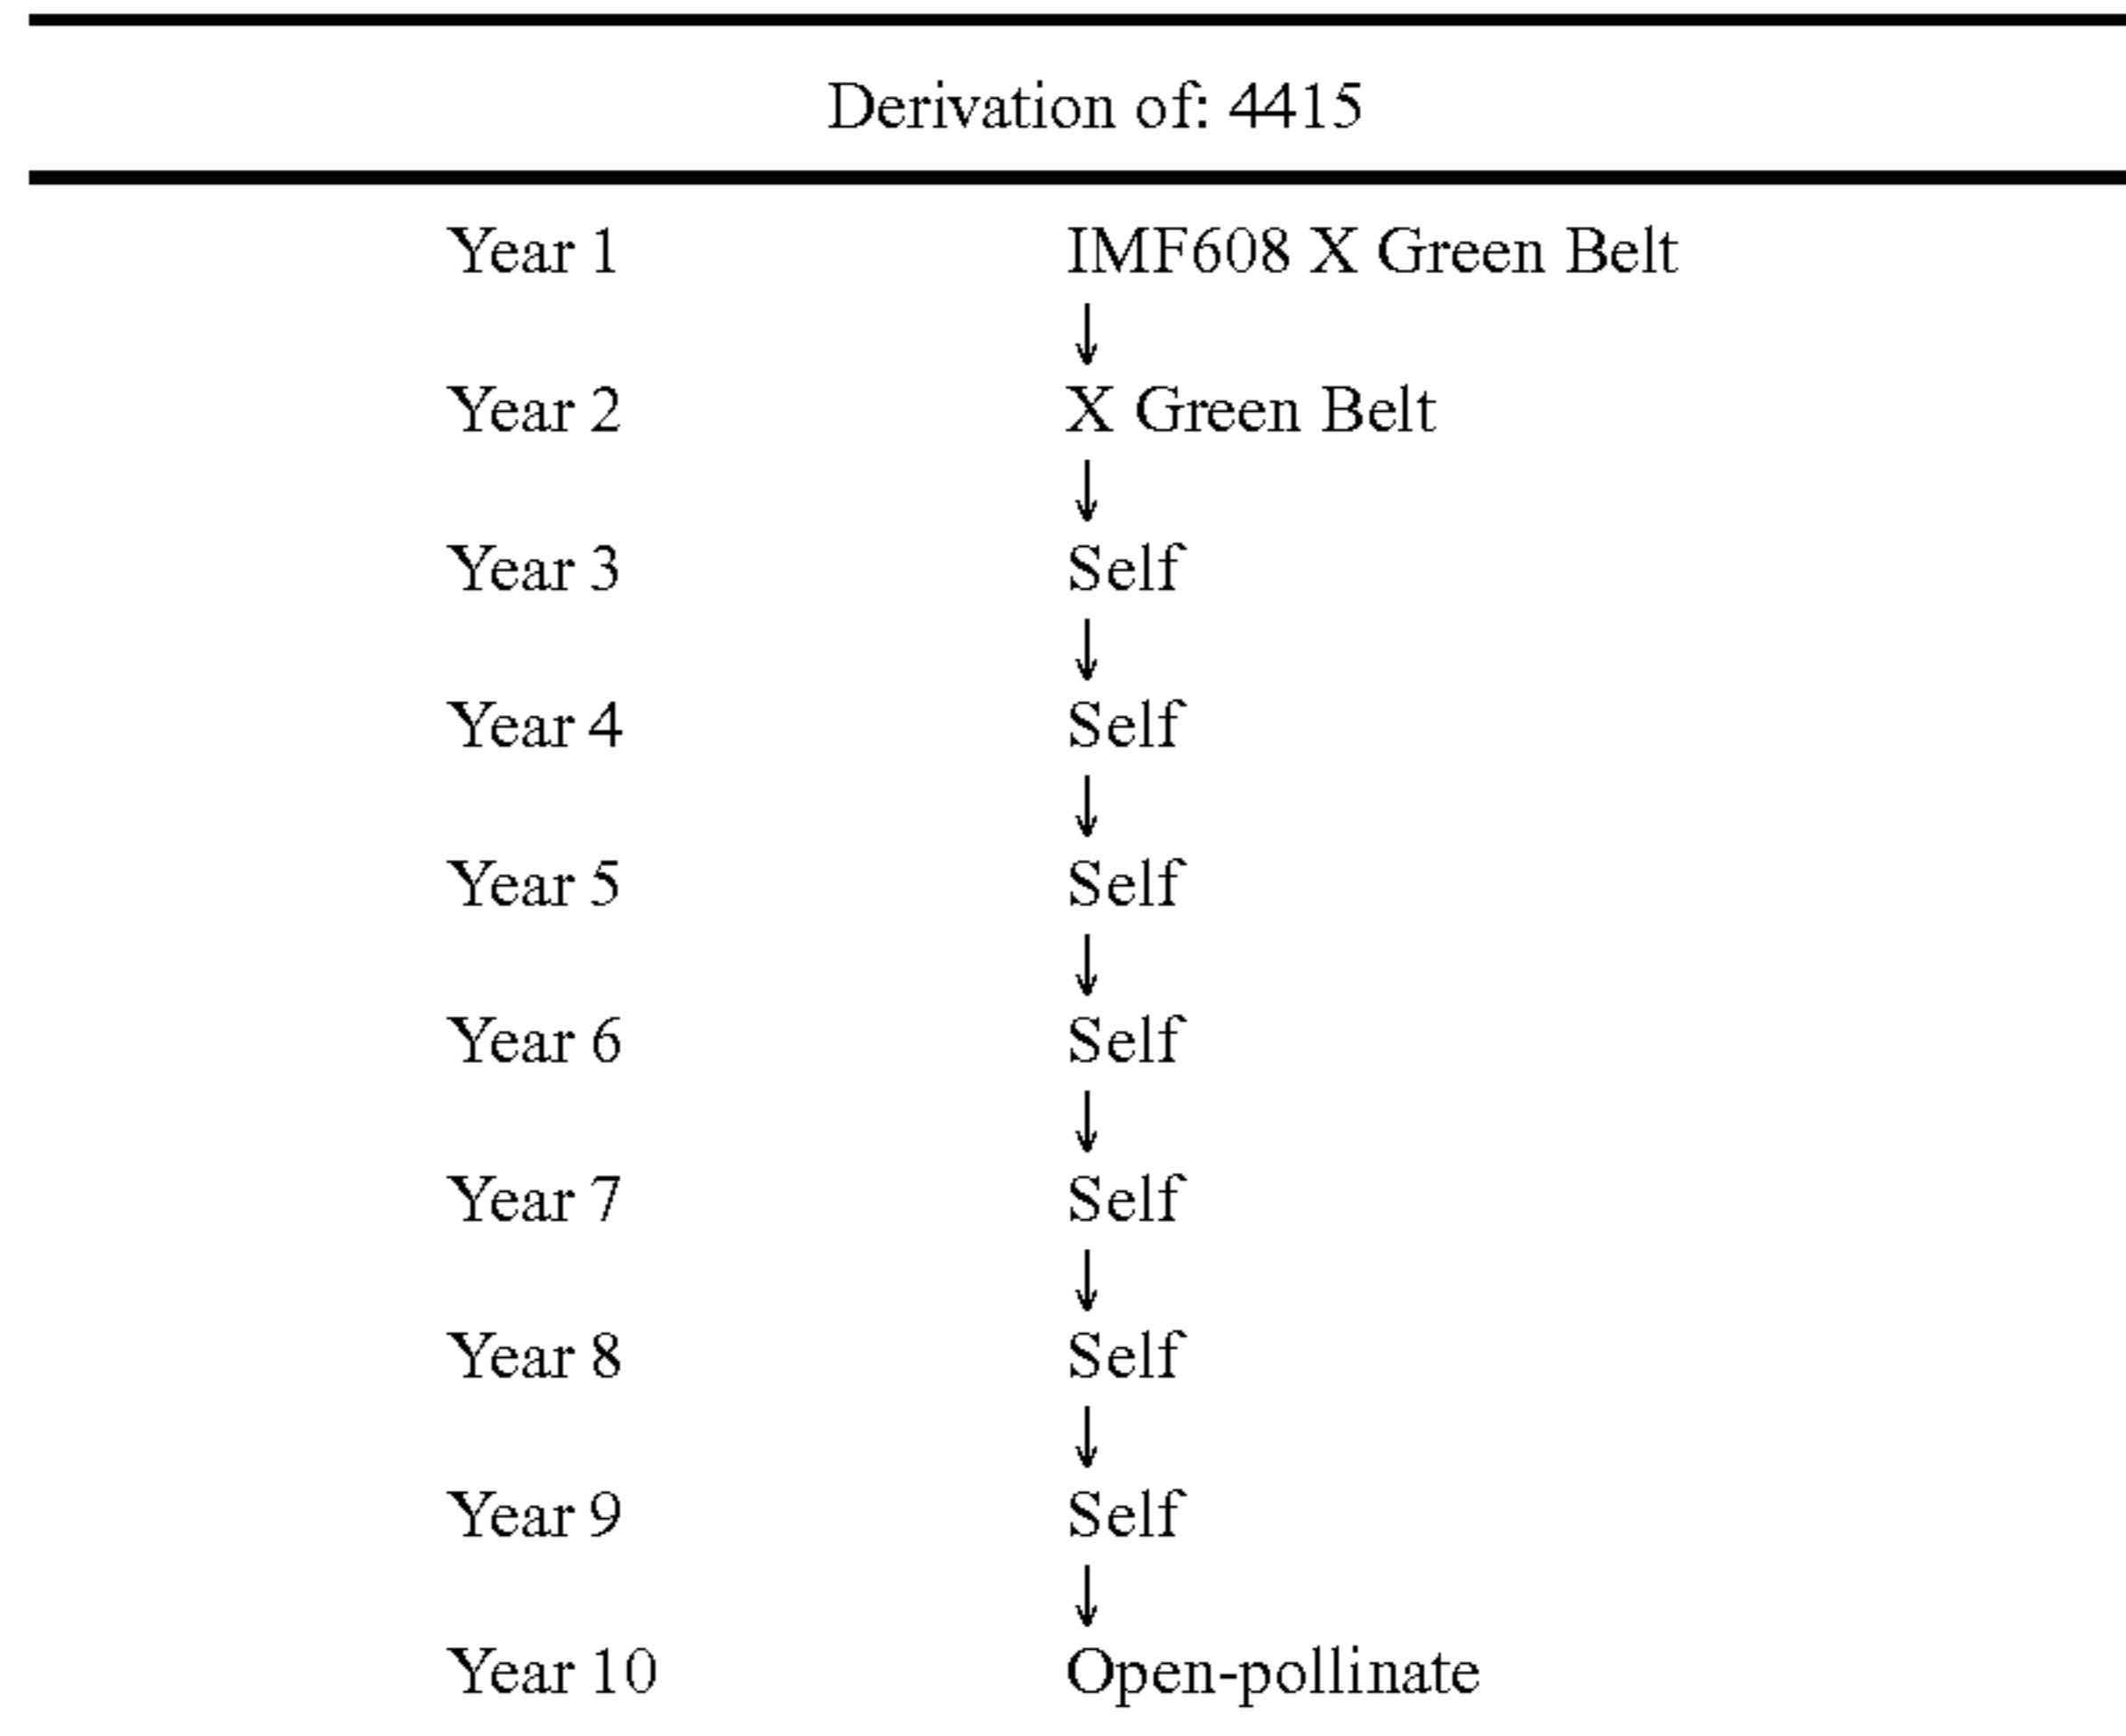 Derivation of: 4415
Year 1 IMF608 X Green Belt
↓
Year 2 X Green Belt
↓
Year 3 Self
↓
Year 4 Self
↓
Year 5 Self
↓
Year 6 Self
↓
Year 7 Self
↓
Year 8 Self
↓
Year 9 Self
↓
Year 10 Open-pollinate